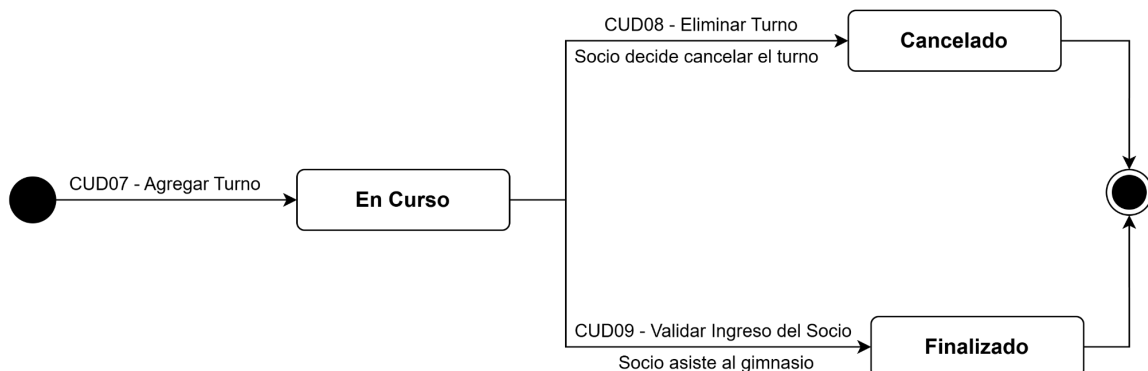 CUD08 - Eliminar Turno
Socio decide cancelar el turno
Cancelado
CUD07 - Agregar Turno
En Curso
CUD09 - Validar Ingreso del Socio
Socio asiste al gimnasio
Finalizado